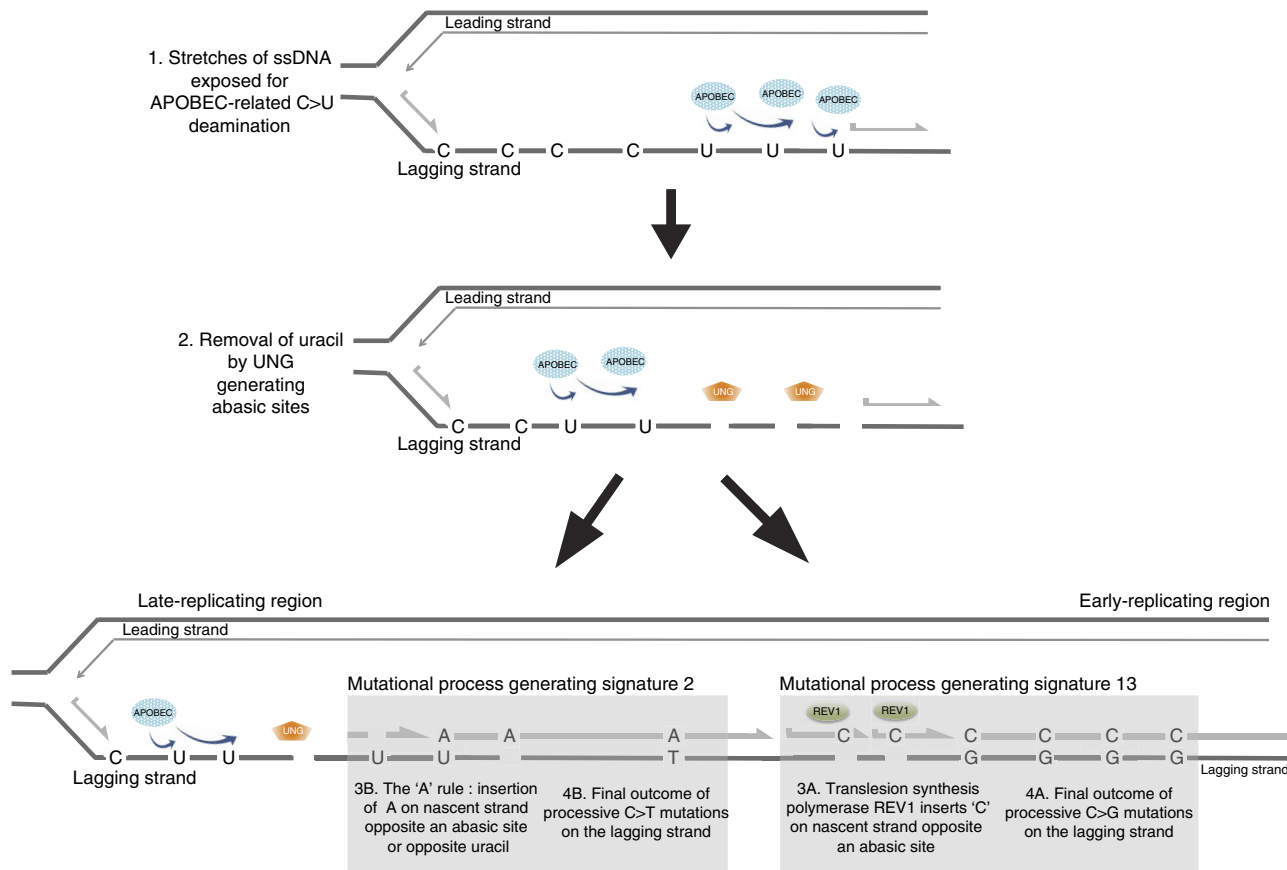 Leading strand
1. Stretches of ssDNA
exposed for
APOBEC-related C>U
deamination
APOBEC APOBEC APOBEC
C C C C U U U
Lagging strand
Leading strand
2. Removal of uracil
by UNG
generating
abasic sites
APOBEC APOBEC
UNG UNG
C C U U
Lagging strand
Late-replicating region
Early-replicating region
Leading strand
Mutational process generating signature 2
Mutational process generating signature 13
APOBEC
UNG
REV1 REV1
A A A C C C C C C
C U U U U T G G G G
Lagging strand
Lagging strand
3B. The 'A' rule : insertion
of A on nascent strand
opposite an abasic site
or opposite uracil
4B. Final outcome of
processive C>T mutations
on the lagging strand
3A. Translesion synthesis
polymerase REV1 inserts 'C'
on nascent strand opposite
an abasic site
4A. Final outcome of
processive C>G mutations
on the lagging strand